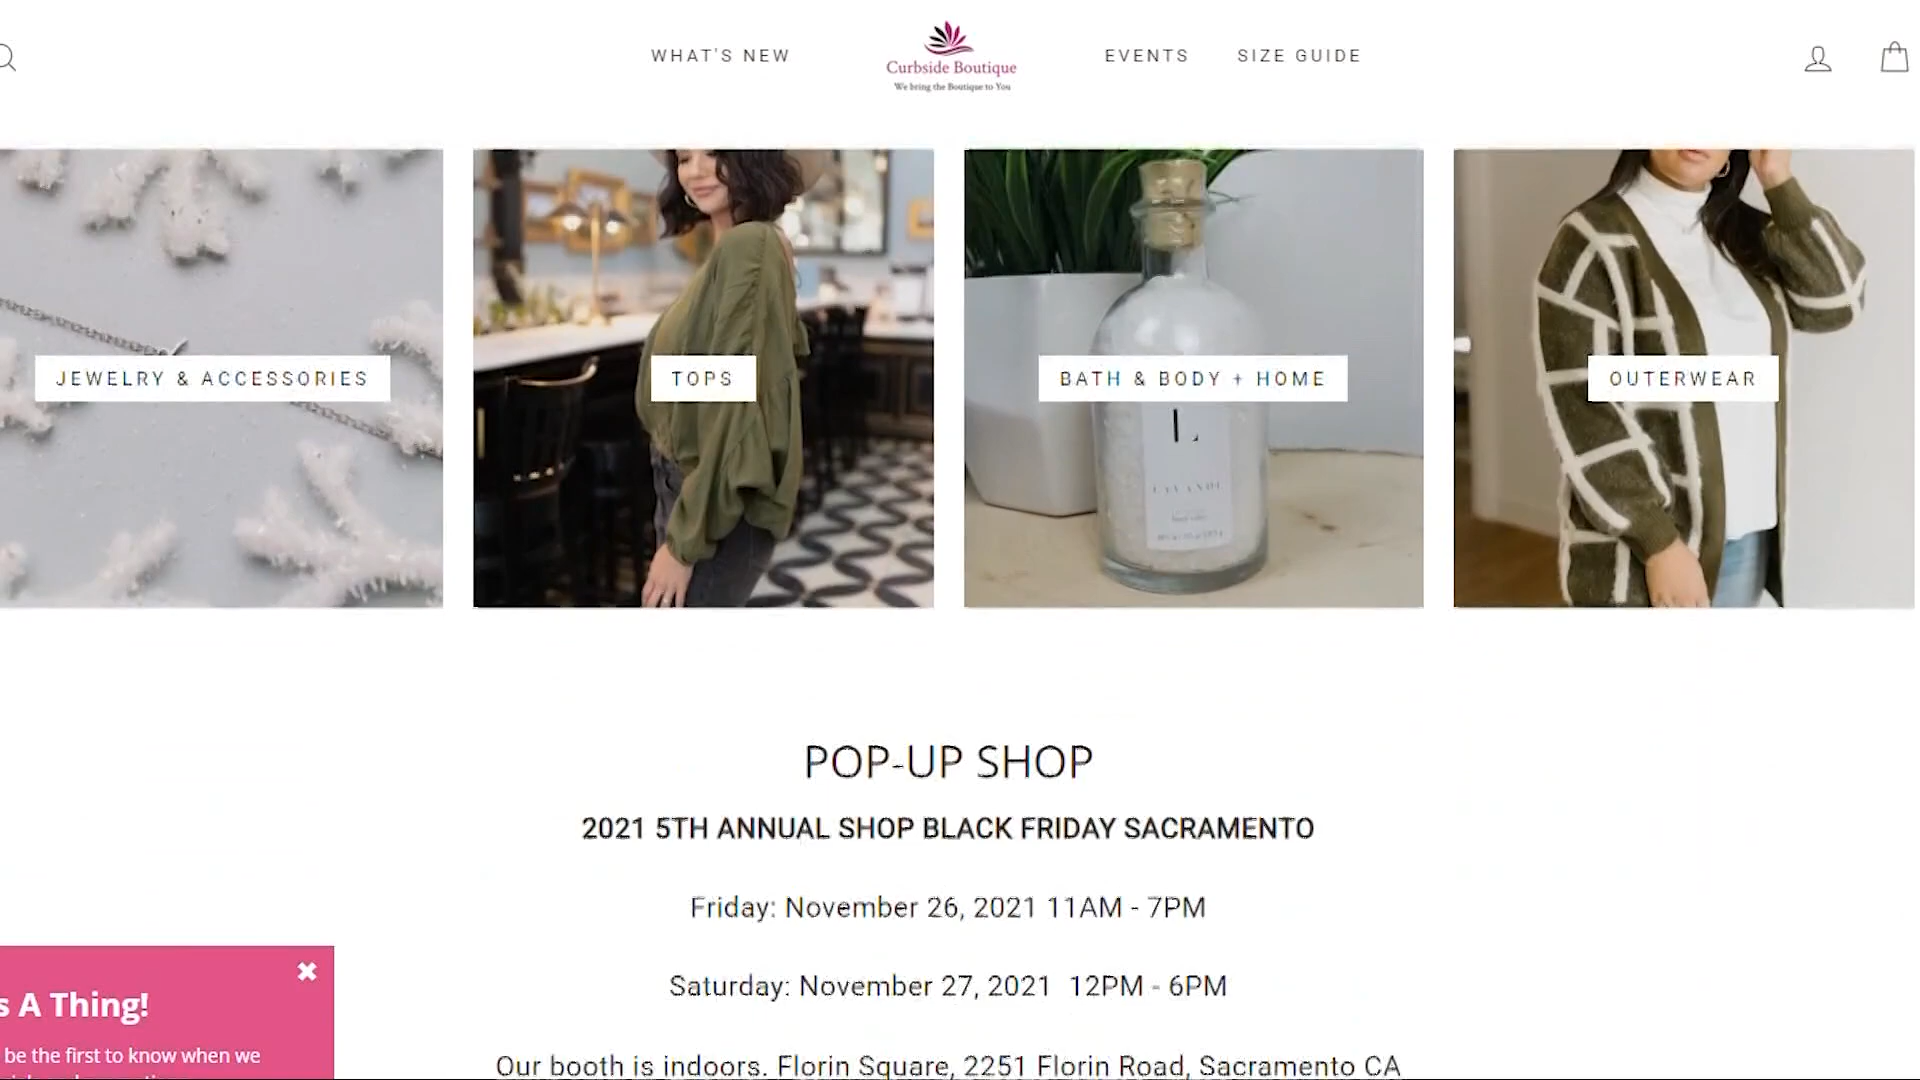 WHAT'S NEW
Curbside Boutique
We bring the Boutique to You
EVENTS
SIZE GUIDE
JEWELRY & ACCESSORIES
TOPS
BATH & BODY + HOME
OUTERWEAR
L
POP-UP SHOP
2021 5TH ANNUAL SHOP BLACK FRIDAY SACRAMENTO
Friday: November 26, 2021 11AM - 7PM
Saturday: November 27, 2021 12PM - 6PM
Our booth is indoors. Florin Square, 2251 Florin Road, Sacramento CA
s A Thing!
be the first to know when we